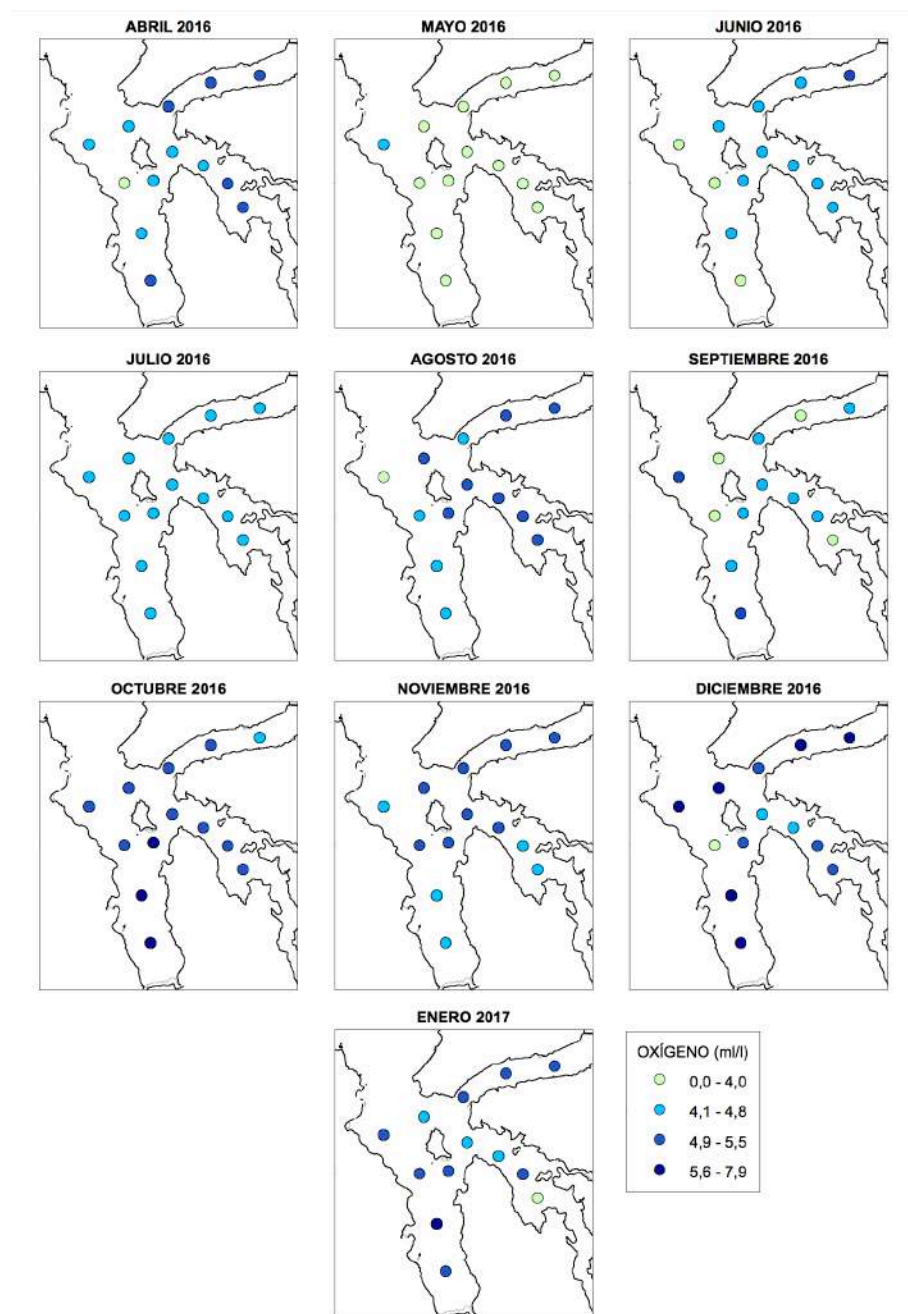 ABRIL 2016
MAYO 2016
JUNIO 2016
JULIO 2016
AGOSTO 2016
SEPTIEMBRE 2016
OCTUBRE 2016
NOVIEMBRE 2016
DICIEMBRE 2016
ENERO 2017
OXÍGENO (ml/l)
0,0 - 4,0
4,1 - 4,8
4,9 - 5,5
5,6 - 7,9